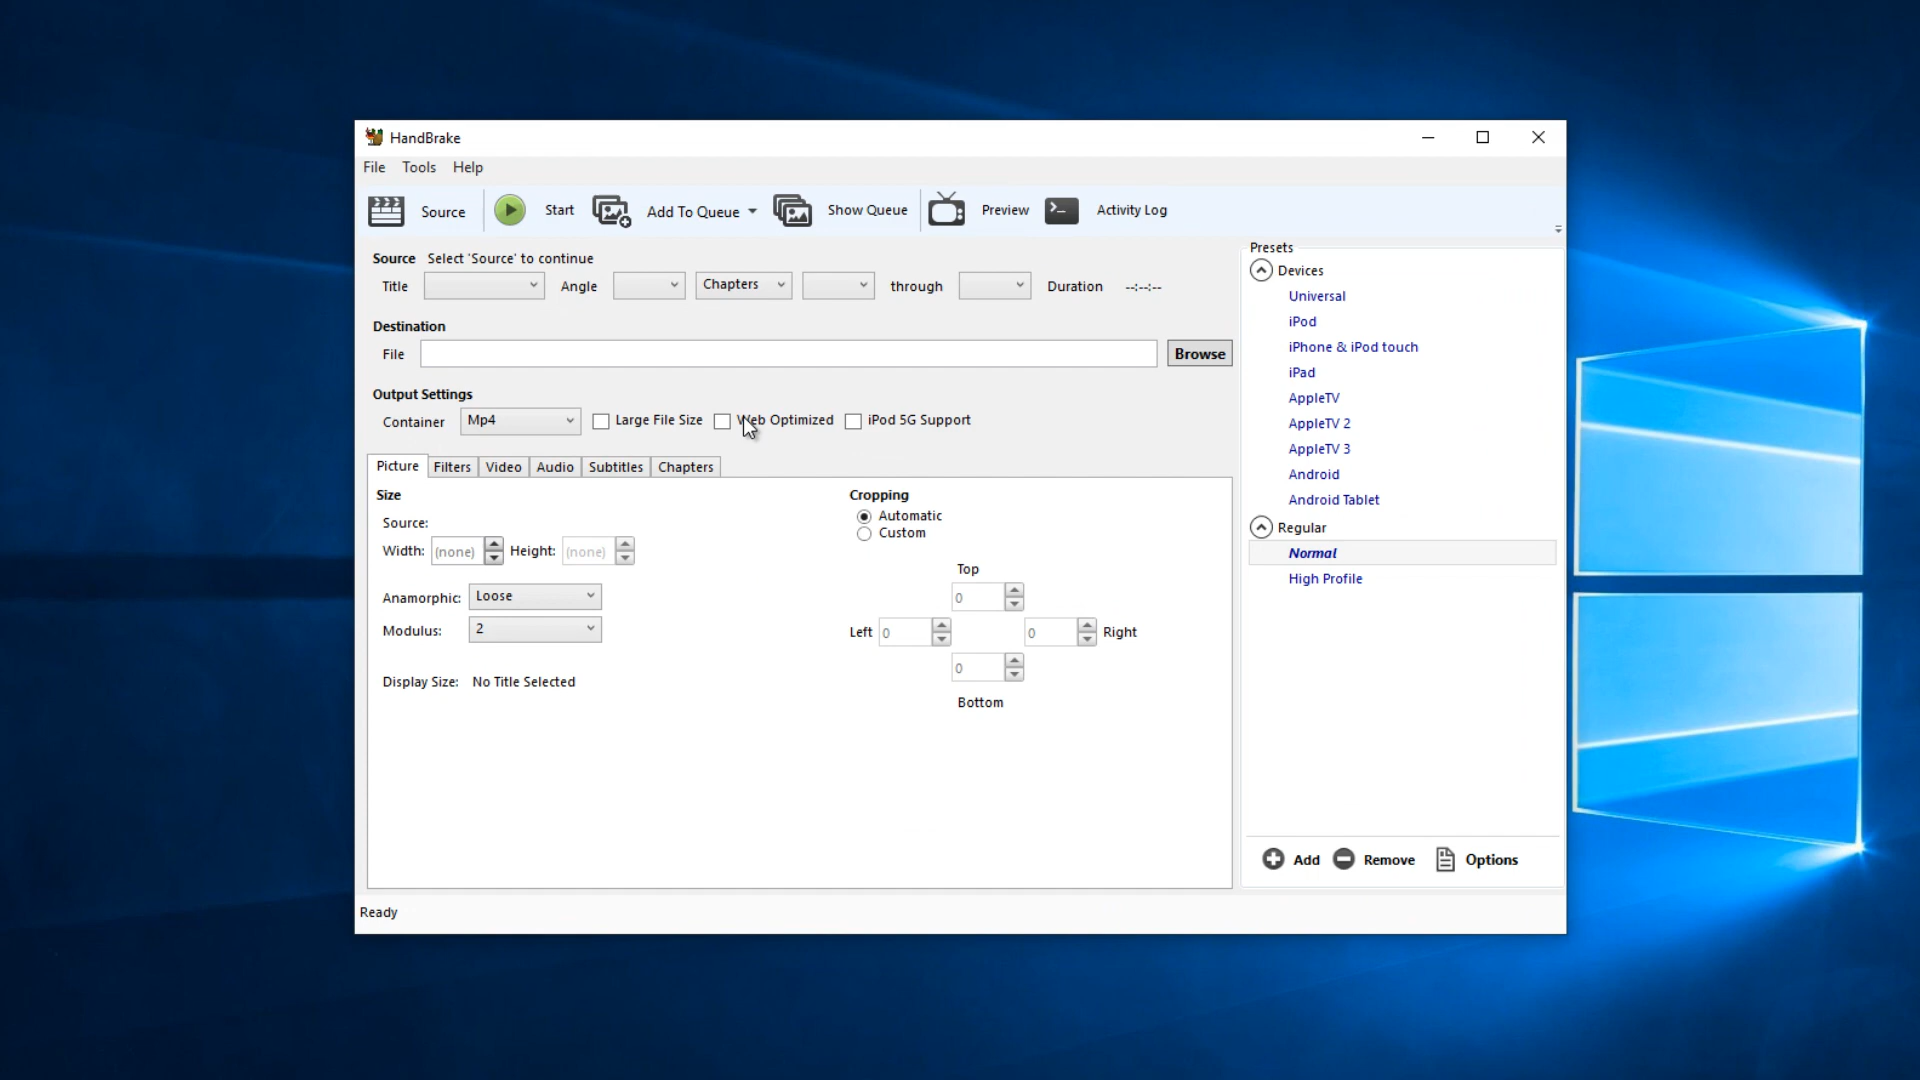 HandBrake
File Tools Help
Source Start Add To Queue Show Queue Preview Activity Log
Source Select 'Source' to continue
Title Angle Chapters through Duration --:--:--
Destination
File Browse
Output Settings
Container Mp4 Large File Size Web Optimized iPod 5G Support
Picture Filters Video Audio Subtitles Chapters
Size
Source:
Width: (none) Height: (none)
Anamorphic: Loose
Modulus: 2
Display Size: No Title Selected
Cropping
Automatic
Custom
Top
0
Left 0 0 Right
0
Bottom
Presets
Devices
Universal
iPod
iPhone & iPod touch
iPad
AppleTV
AppleTV 2
AppleTV 3
Android
Android Tablet
Regular
Normal
High Profile
Add Remove Options
Ready